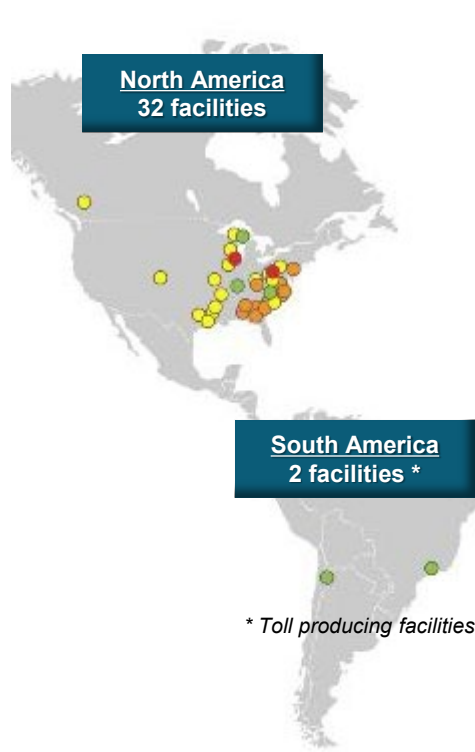 North America
32 facilities
South America
2 facilities *
* Toll producing facilities